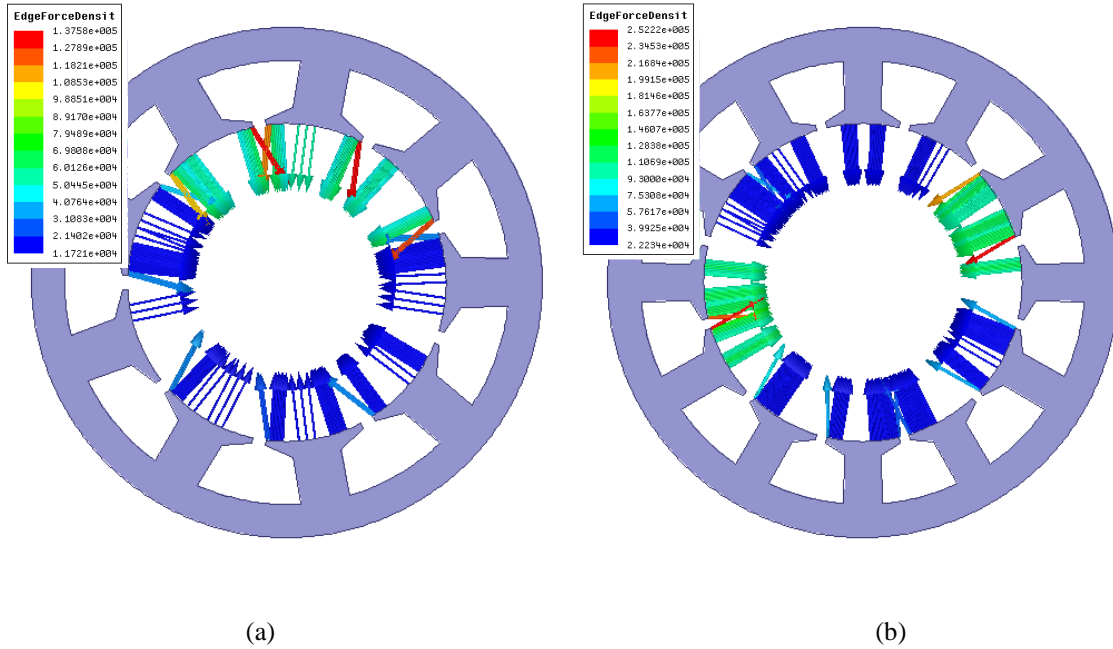 EdgeForceDensit
1.3758e+005
1.2789e+005
1.1821e+005
1.0853e+005
9.8851e+004
8.9170e+004
7.9489e+004
6.9808e+004
6.0126e+004
5.0445e+004
4.0764e+004
3.1083e+004
2.1402e+004
1.1721e+004
EdgeForceDensit
2.5222e+005
2.3453e+005
2.1684e+005
1.9915e+005
1.8146e+005
1.6377e+005
1.4607e+005
1.2838e+005
1.1069e+005
9.3000e+004
7.5308e+004
5.7617e+004
3.9925e+004
2.2234e+004
(a)
(b)